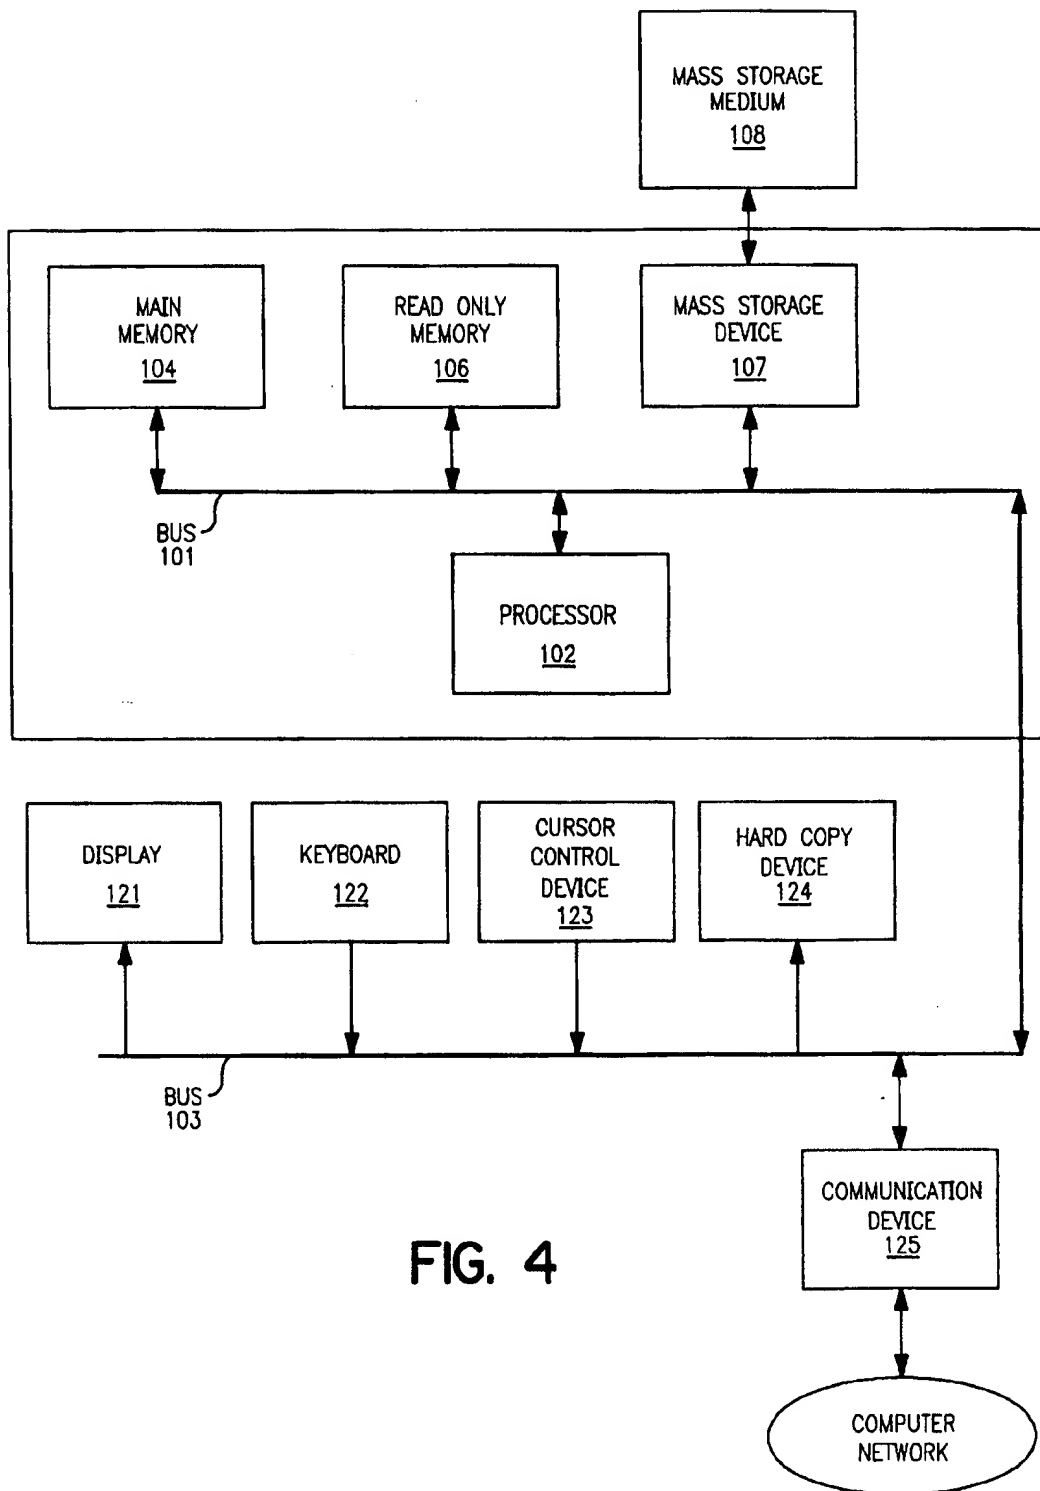 MASS STORAGE
MEDIUM
108
MAIN
MEMORY
104
READ ONLY
MEMORY
106
MASS STORAGE
DEVICE
107
BUS
101
PROCESSOR
102
DISPLAY
121
KEYBOARD
122
CURSOR
CONTROL
DEVICE
123
HARD COPY
DEVICE
124
BUS
103
COMMUNICATION
DEVICE
125
FIG. 4
COMPUTER
NETWORK